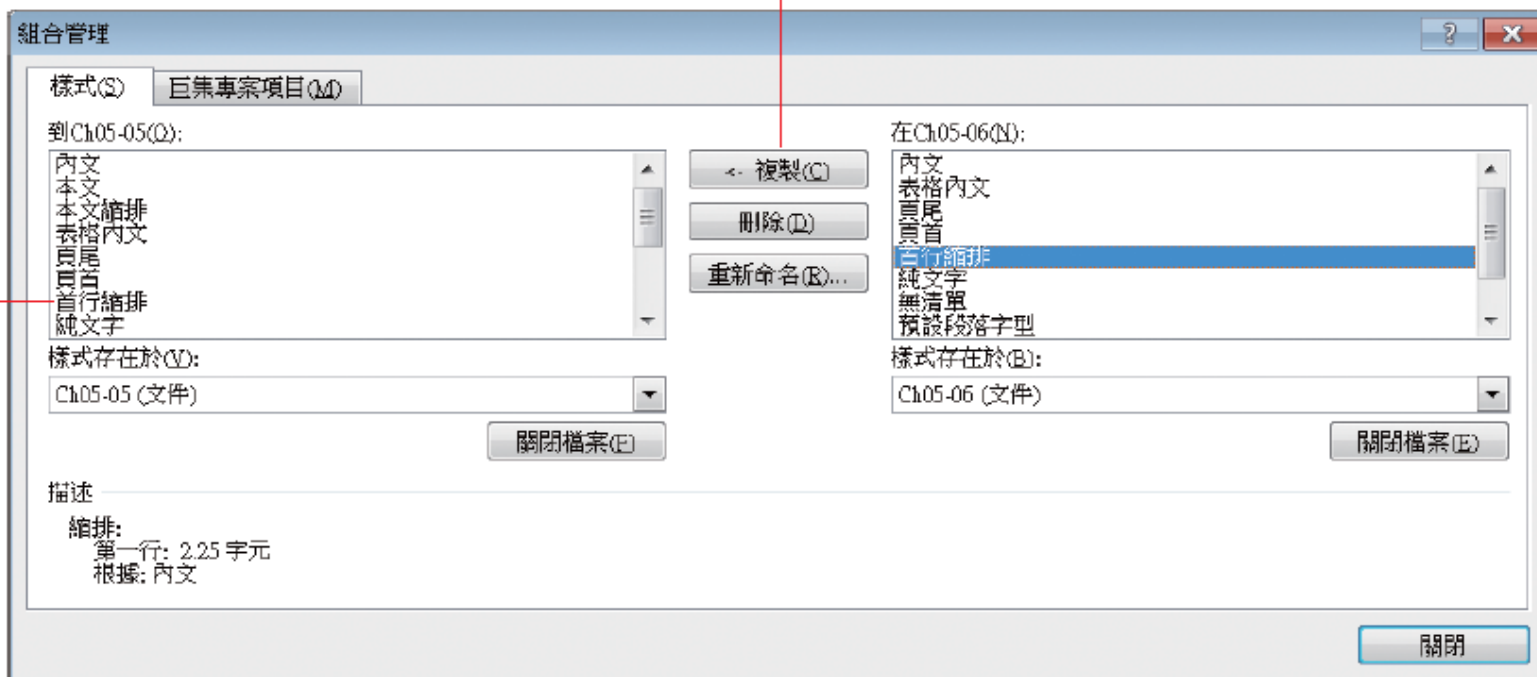 組合管理
樣式(S)
巨集專案項目(M)
到Ch05-05(O):
內文
本文
本文縮排
表格內文
頁尾
頁首
首行縮排
純文字
樣式存在於(V):
Ch05-05 (文件)
關閉檔案(F)
<- 複製(C)
刪除(D)
重新命名(R)...
在Ch05-06(N):
內文
表格內文
頁尾
頁首
首行縮排
純文字
無清單
預設段落字型
樣式存在於(B):
Ch05-06 (文件)
關閉檔案(E)
描述
縮排:
第一行: 2.25 字元
根據: 內文
關閉